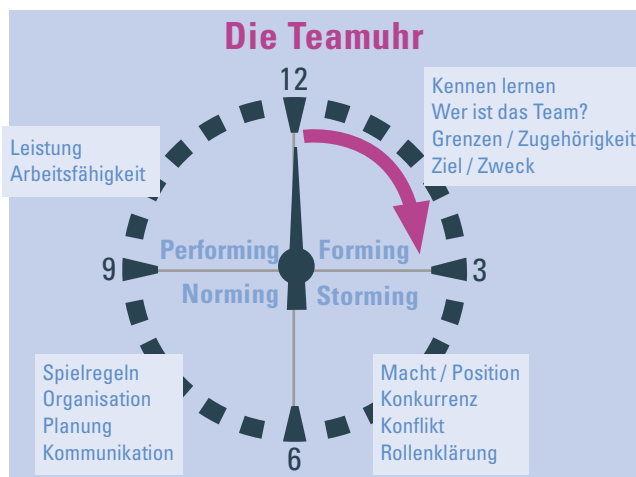 Die Teamuhr
12
Kennen lernen
Wer ist das Team?
Grenzen / Zugehörigkeit
Ziel / Zweck
Leistung
Arbeitsfähigkeit
Performing
Forming
9
3
Norming
Storming
Spielregeln
Organisation
Planung
Kommunikation
Macht / Position
Konkurrenz
Konflikt
Rollenklärung
6